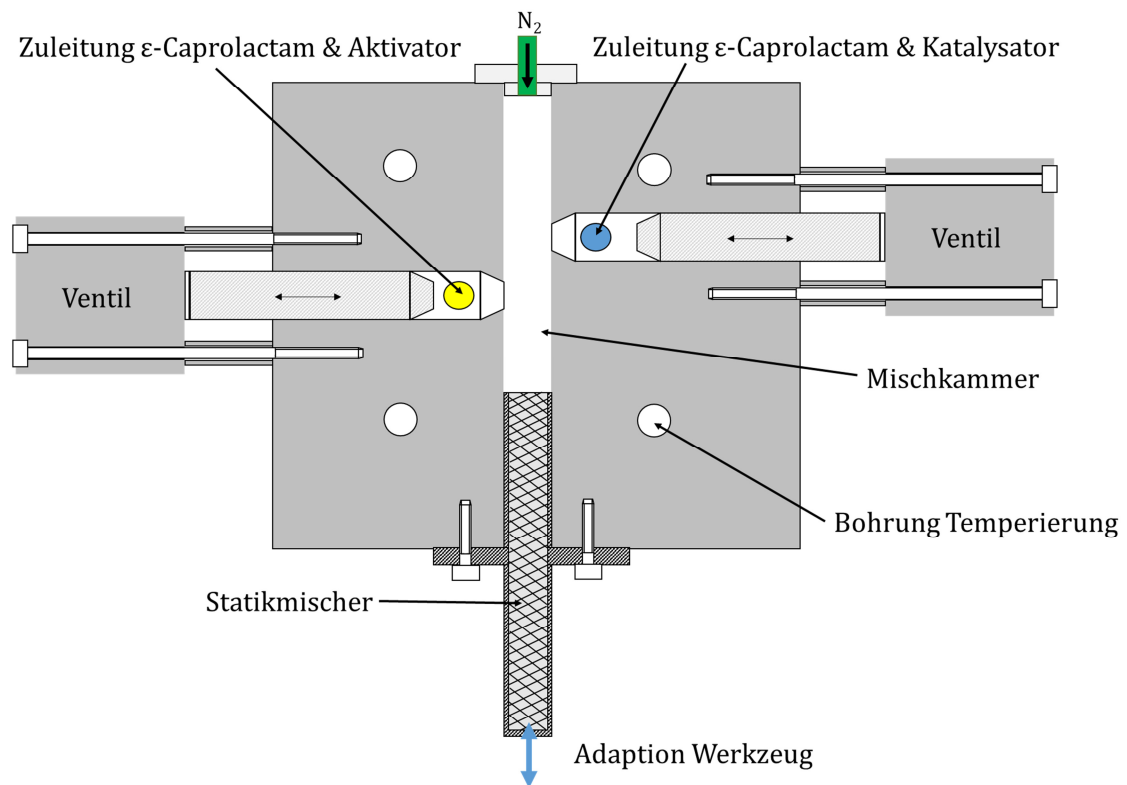 N₂
Zuleitung ε-Caprolactam & Aktivator
Zuleitung ε-Caprolactam & Katalysator
Ventil
Ventil
Mischkammer
Bohrung Temperierung
Statikmischer
Adaption Werkzeug